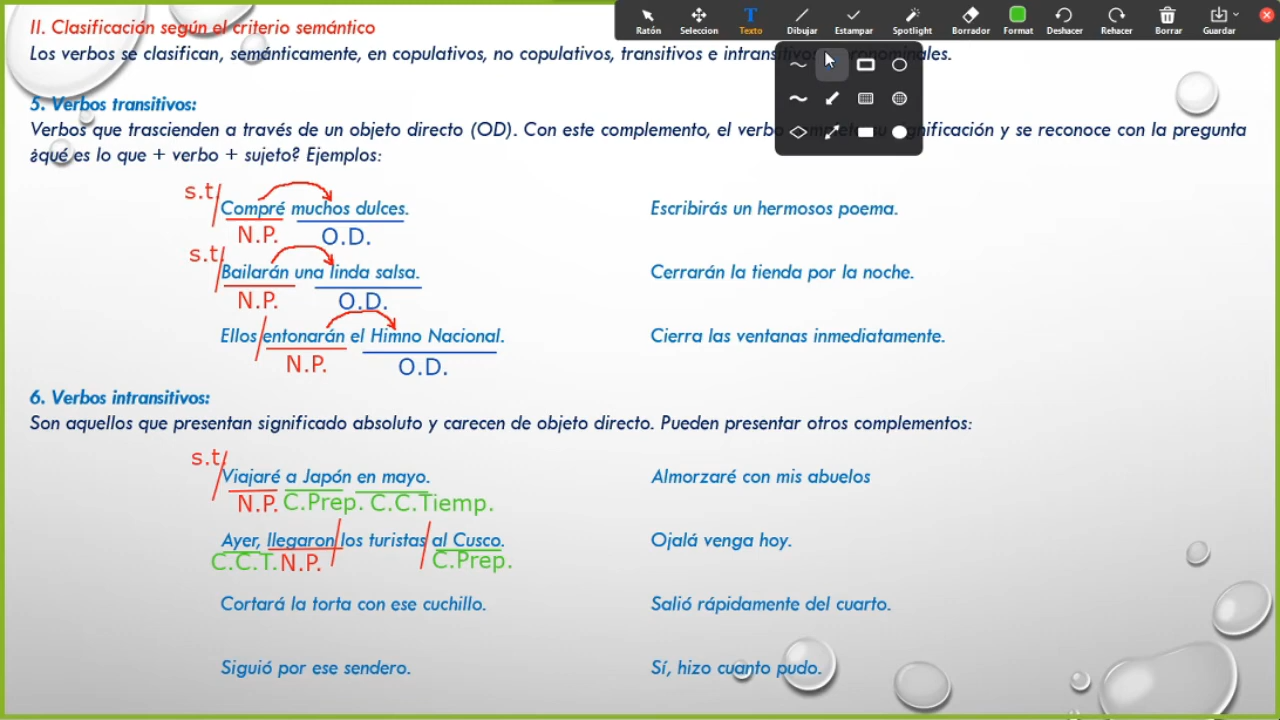 Ratón Seleccion Texto Dibujar Estampar Spotlight Borrador Format Deshacer Rehacer Borrar Guardar
II. Clasificación según el criterio semántico
Los verbos se clasifican, semánticamente, en copulativos, no copulativos, transitivos e
5. Verbos transitivos:
Verbos que trascienden a través de un objeto directo (OD). Con este complemento, el verbo y se reconoce con la pregunta
¿qué es lo que + verbo + sujeto? Ejemplos:
s.t/
Compré muchos dulces. Escribirás un hermosos poema.
N.P. O.D.
s.t.
Bailarán una linda salsa. Cerrarán la tienda por la noche.
N.P. O.D.
Ellos entonarán el Himno Nacional. Cierra las ventanas inmediatamente.
N.P. O.D.
6. Verbos intransitivos:
Son aquellos que presentan significado absoluto y carecen de objeto directo. Pueden presentar otros complementos:
s.t/
Viajaré a Japón en mayo. Almorzaré con mis abuelos
N.P. C.Prep. C.C.Tiemp.
Ayer, llegaron los turistas al Cusco. Ojalá venga hoy.
C.C.T. N.P. C.Prep.
Cortará la torta con ese cuchillo. Salió rápidamente del cuarto.
Siguió por ese sendero. Sí, hizo cuanto pudo.